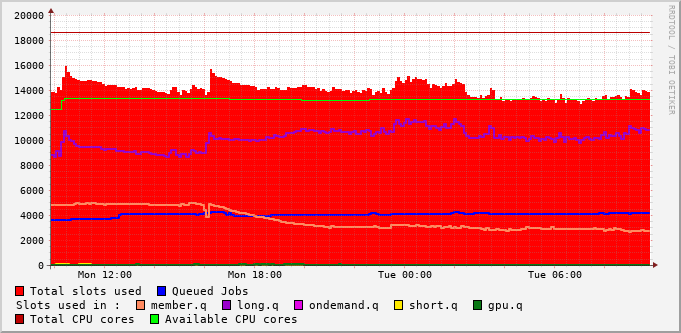 20000
18000
16000
14000
12000
10000
8000
6000
4000
2000
0
Mon 12:00 Mon 18:00 Tue 00:00 Tue 06:00
RRDTOOL / TOBI OETIKER
Total slots used Queued Jobs
Slots used in : member.q long.q ondemand.q short.q gpu.q
Total CPU cores Available CPU cores